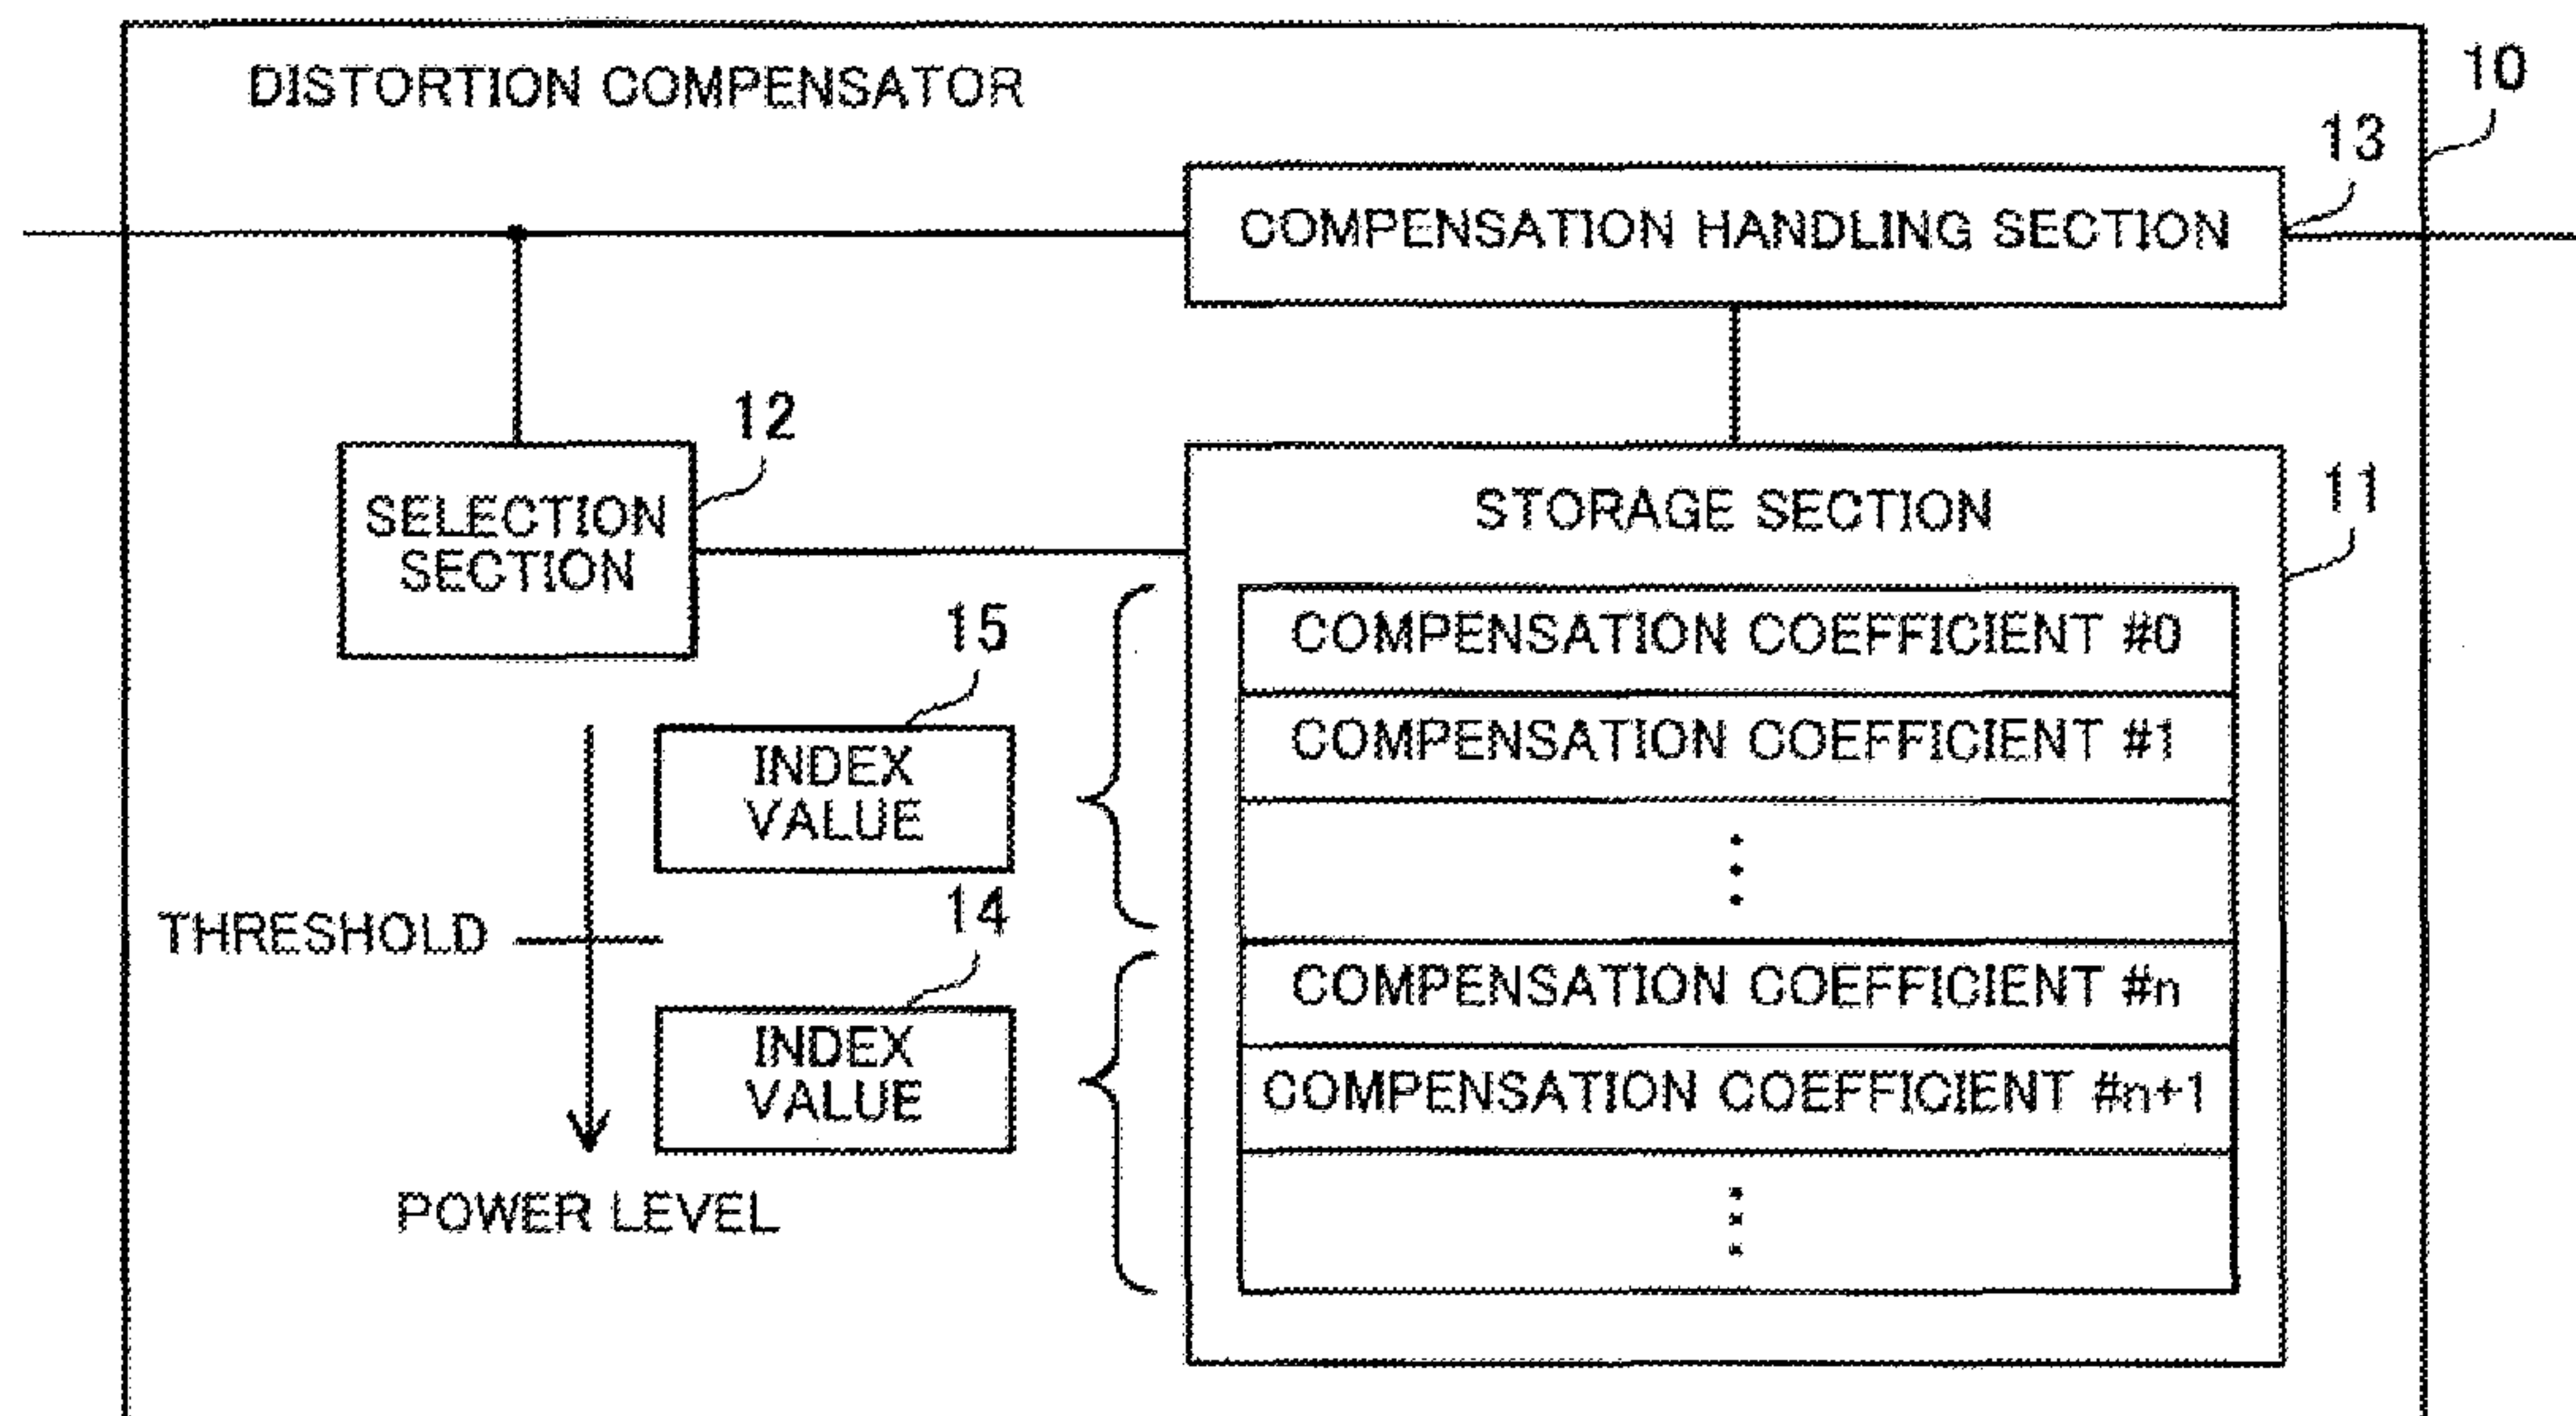 DISTORTION COMPENSATOR
10
13
COMPENSATION HANDLING SECTION
12
SELECTION
SECTION
11
STORAGE SECTION
COMPENSATION COEFFICIENT #0
COMPENSATION COEFFICIENT #1
⋮
COMPENSATION COEFFICIENT #n
COMPENSATION COEFFICIENT #n+1
⋮
15
INDEX
VALUE
THRESHOLD
14
INDEX
VALUE
POWER LEVEL